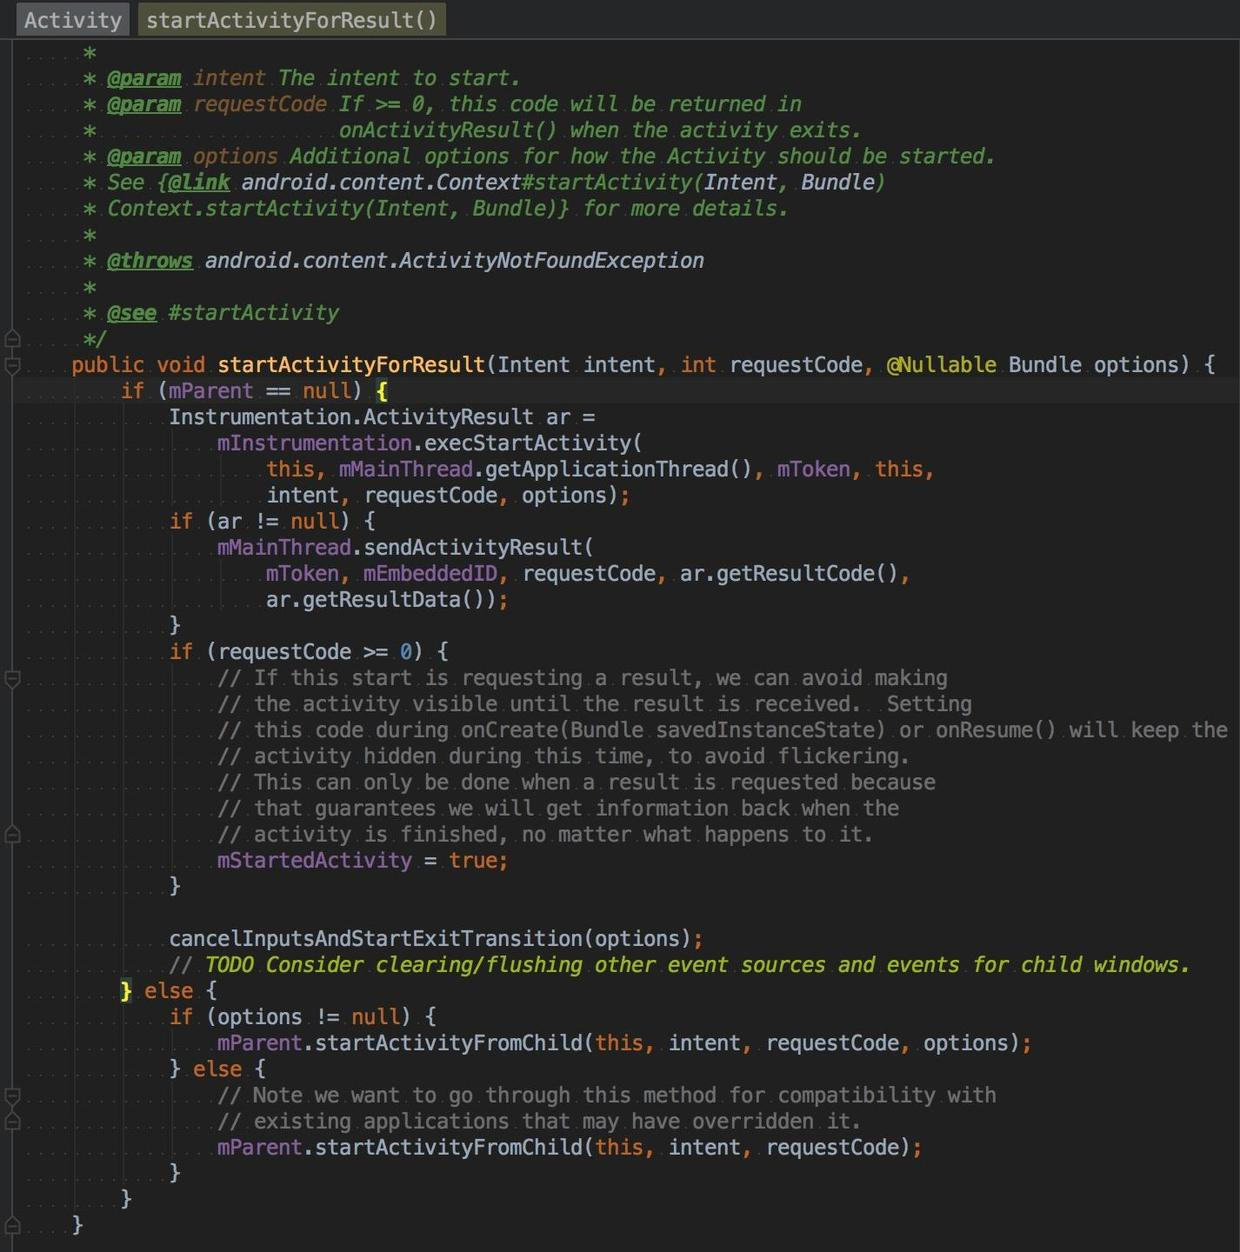 Activity startActivityForResult()
*
* @param intent The intent to start.
* @param requestCode If >= 0, this code will be returned in
* onActivityResult() when the activity exits.
* @param options Additional options for how the Activity should be started.
* See {@link android.content.Context#startActivity(Intent, Bundle)
* Context.startActivity(Intent, Bundle)} for more details.
*
* @throws android.content.ActivityNotFoundException
*
* @see #startActivity
*/
public void startActivityForResult(Intent intent, int requestCode, @Nullable Bundle options) {
if (mParent == null) {
Instrumentation.ActivityResult ar =
mInstrumentation.execStartActivity(
this, mMainThread.getApplicationThread(), mToken, this,
intent, requestCode, options);
if (ar != null) {
mMainThread.sendActivityResult(
mToken, mEmbeddedID, requestCode, ar.getResultCode(),
ar.getResultData());
}
if (requestCode >= 0) {
// If this start is requesting a result, we can avoid making
// the activity visible until the result is received.  Setting
// this code during onCreate(Bundle savedInstanceState) or onResume() will keep the
// activity hidden during this time, to avoid flickering.
// This can only be done when a result is requested because
// that guarantees we will get information back when the
// activity is finished, no matter what happens to it.
mStartedActivity = true;
}
cancelInputsAndStartExitTransition(options);
// TODO Consider clearing/flushing other event sources and events for child windows.
} else {
if (options != null) {
mParent.startActivityFromChild(this, intent, requestCode, options);
} else {
// Note we want to go through this method for compatibility with
// existing applications that may have overridden it.
mParent.startActivityFromChild(this, intent, requestCode);
}
}
}